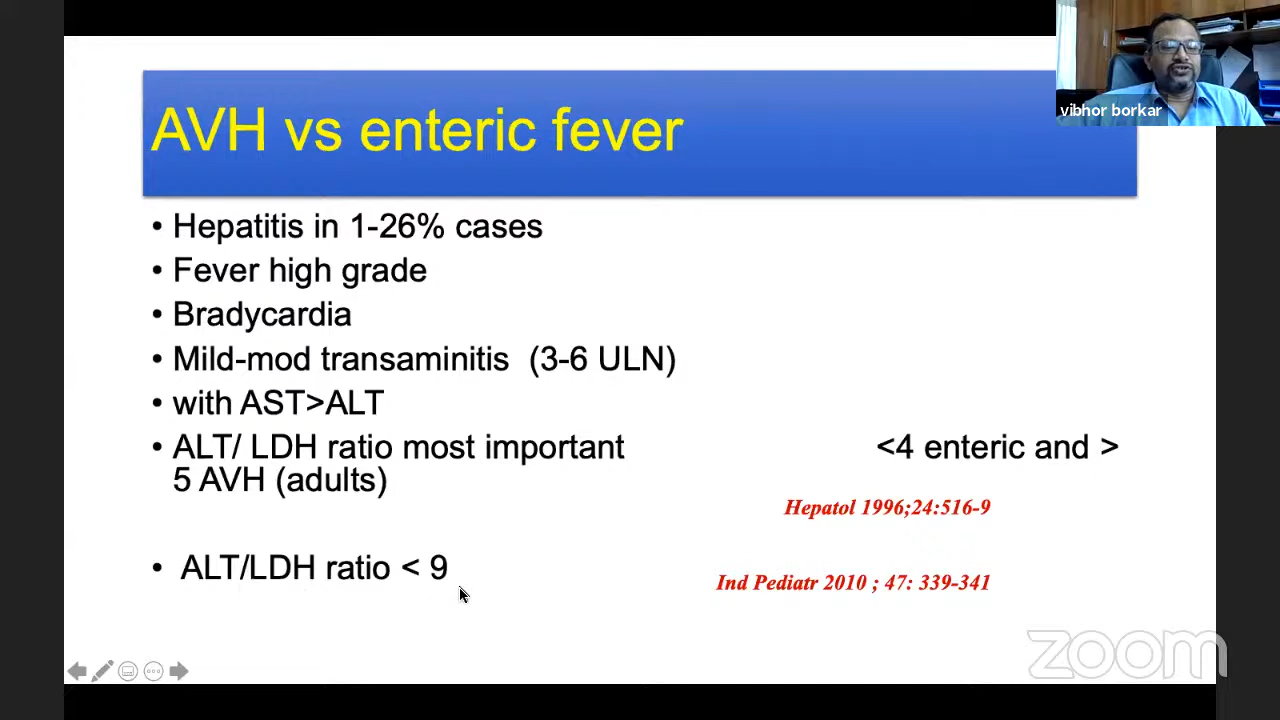 vibhor borkar
AVH vs enteric fever
• Hepatitis in 1-26% cases
• Fever high grade
• Bradycardia
• Mild-mod transaminitis (3-6 ULN)
• with AST>ALT
• ALT/ LDH ratio most important <4 enteric and >
5 AVH (adults)
Hepatol 1996;24:516-9
• ALT/LDH ratio < 9
Ind Pediatr 2010 ; 47: 339-341
zoom